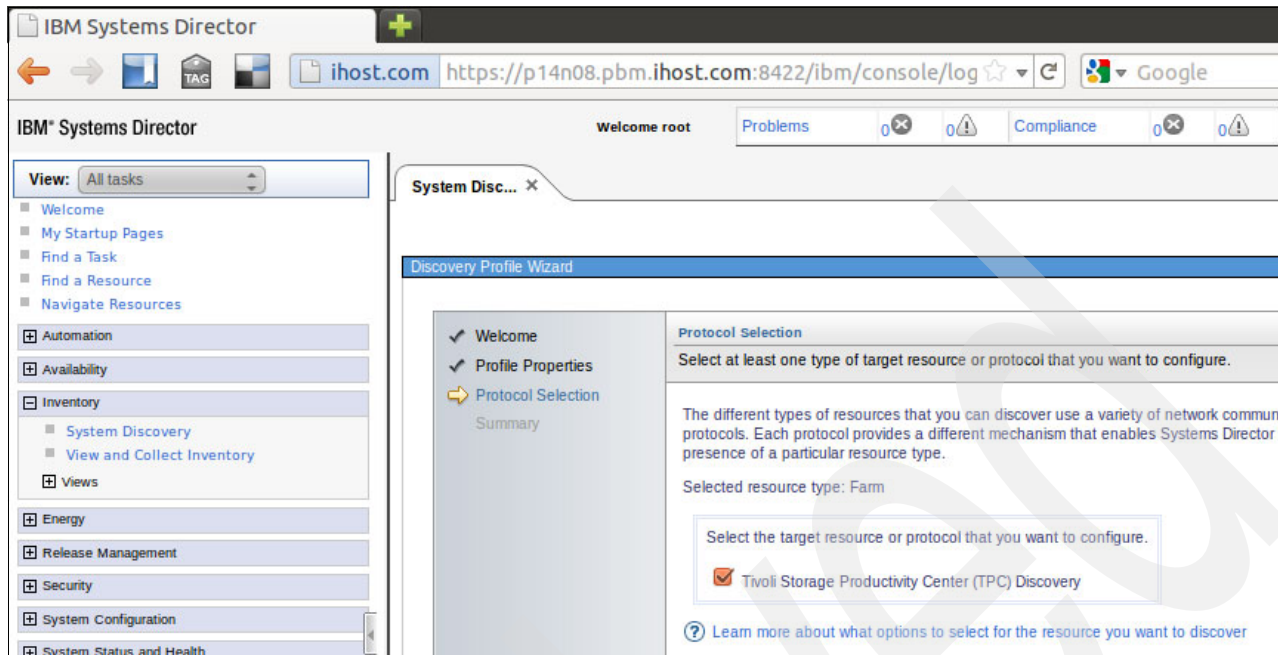 IBM Systems Director
TAG
ihost.com https://p14n08.pbm.ihost.com:8422/ibm/console/log Google
IBM® Systems Director
Welcome root Problems 0 0 Compliance 0 0
View: All tasks
Welcome
My Startup Pages
Find a Task
Find a Resource
Navigate Resources
Automation
Availability
Inventory
System Discovery
View and Collect Inventory
Views
Energy
Release Management
Security
System Configuration
System Status and Health
System Disc...
Discovery Profile Wizard
Welcome
Profile Properties
Protocol Selection
Summary
Protocol Selection
Select at least one type of target resource or protocol that you want to configure.
The different types of resources that you can discover use a variety of network commun
protocols. Each protocol provides a different mechanism that enables Systems Director
presence of a particular resource type.
Selected resource type: Farm
Select the target resource or protocol that you want to configure.
Tivoli Storage Productivity Center (TPC) Discovery
Learn more about what options to select for the resource you want to discover